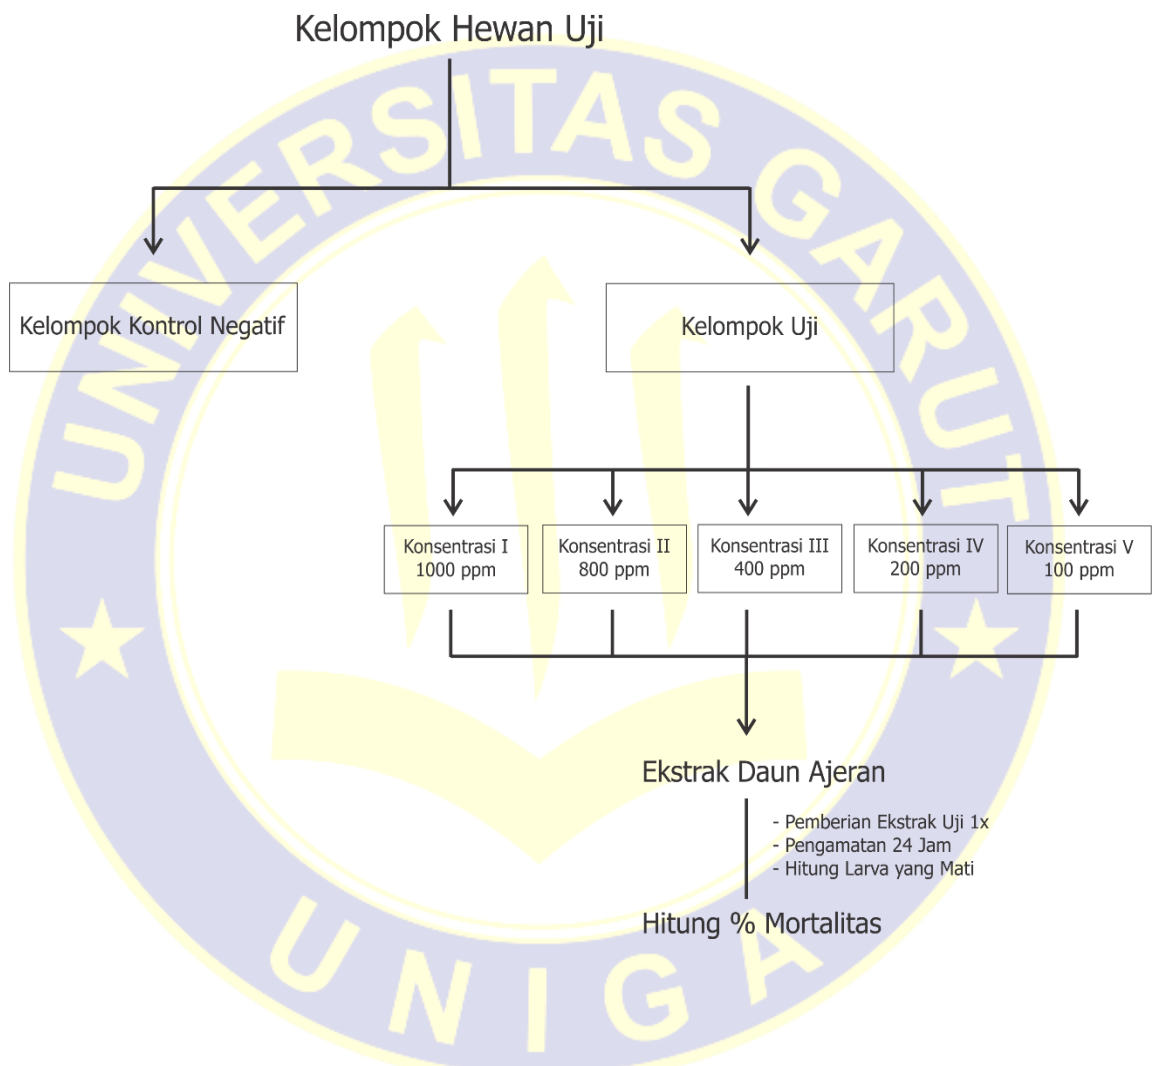 Kelompok Hewan Uji
UNIVERSITAS GARUT
Kelompok Kontrol Negatif
Kelompok Uji
Konsentrasi I
1000 ppm
Konsentrasi II
800 ppm
Konsentrasi III
400 ppm
Konsentrasi IV
200 ppm
Konsentrasi V
100 ppm
Ekstrak Daun Ajeran
- Pemberian Ekstrak Uji 1x
- Pengamatan 24 Jam
- Hitung Larva yang Mati
Hitung % Mortalitas
UNIGA